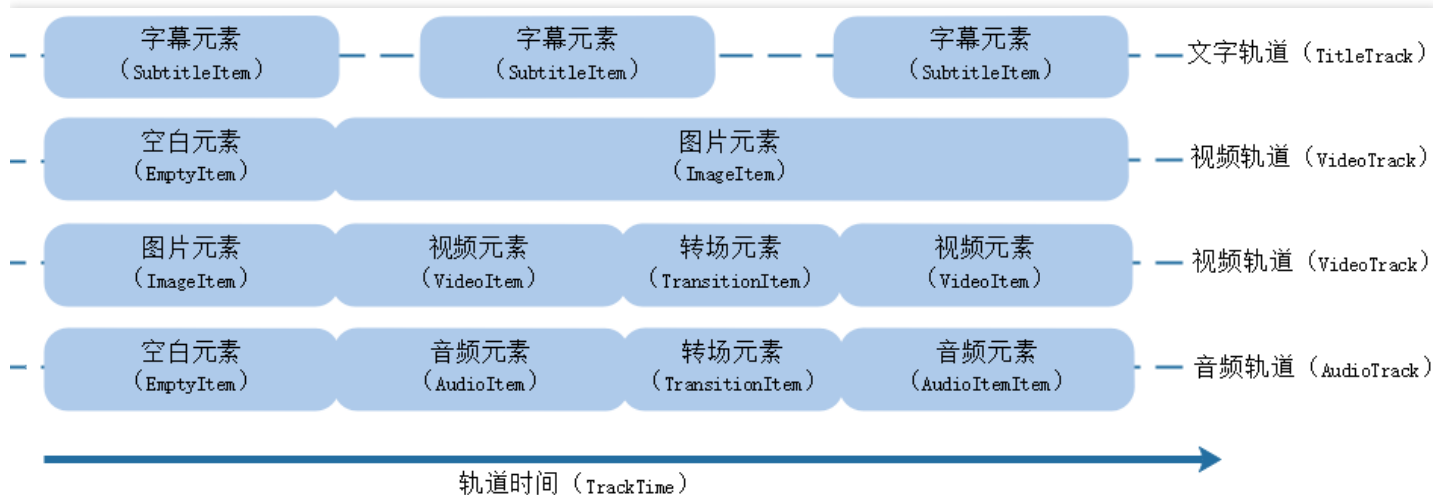 字幕元素
(SubtitleItem)
字幕元素
(SubtitleItem)
字幕元素
(SubtitleItem)
文字轨道(TitleTrack)
空白元素
(EmptyItem)
图片元素
(ImageItem)
视频轨道(VideoTrack)
图片元素
(ImageItem)
视频元素
(VideoItem)
转场元素
(TransitionItem)
视频元素
(VideoItem)
视频轨道(VideoTrack)
空白元素
(EmptyItem)
音频元素
(AudioItem)
转场元素
(TransitionItem)
音频元素
(AudioItemItem)
音频轨道(AudioTrack)
轨道时间(TrackTime)